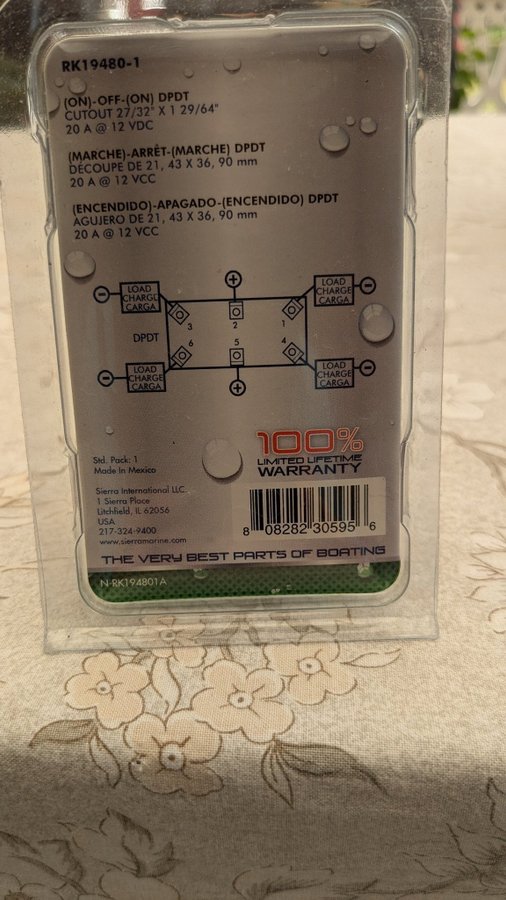 RK19480-1
(ON)-OFF-(ON) DPDT
CUTOUT 27/32" X 1 29/64"
20 A @ 12 VDC
(MARCHE)-ARRÊT-(MARCHE) DPDT
DÉCOUPE DE 21, 43 X 36, 90 mm
20 A @ 12 VCC
(ENCENDIDO)-APAGADO-(ENCENDIDO) DPDT
AGUJERO DE 21, 43 X 36, 90 mm
20 A @ 12 VCC
LOAD
CHARGE
CARGA
LOAD
CHARGE
CARGA
3
2
1
DPDT
6
5
4
LOAD
CHARGE
CARGA
LOAD
CHARGE
CARGA
100%
LIMITED LIFETIME
WARRANTY
Std. Pack: 1
Made In Mexico
Sierra International LLC.
1 Sierra Place
Litchfield, IL 62056
USA
217-324-9400
www.sierramarine.com
8 08282 30595 6
THE VERY BEST PARTS OF BOATING
N-RK194801A